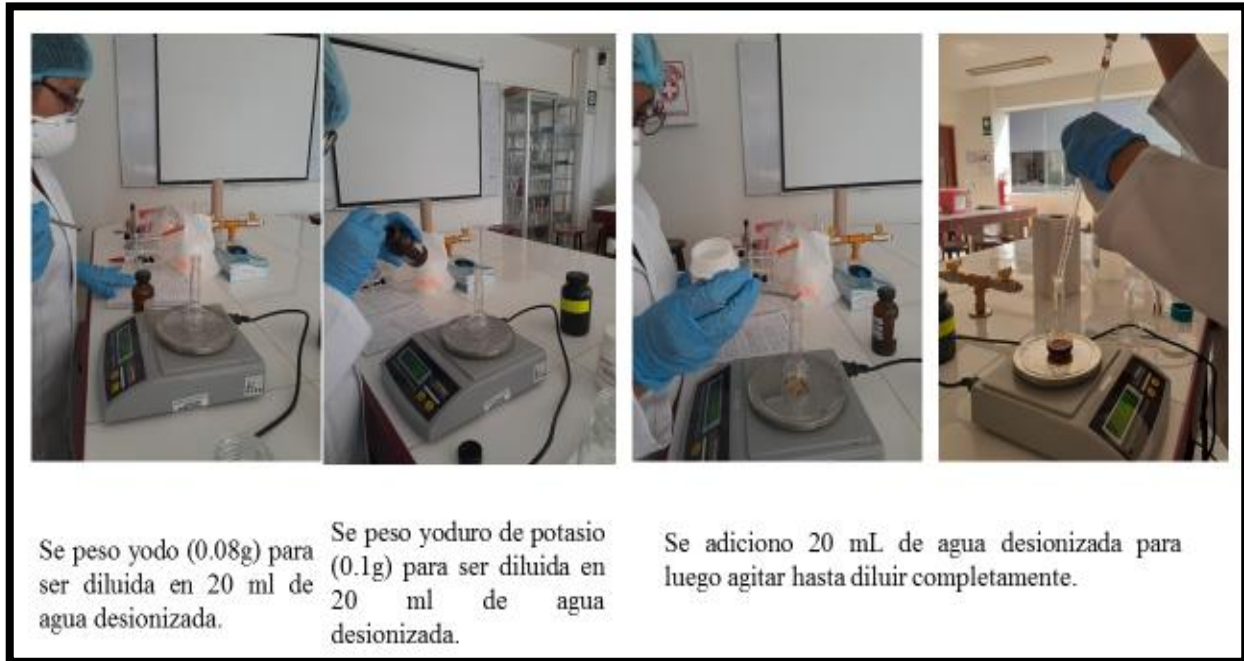 Se peso yodo (0.08g) para
ser diluida en 20 ml de
agua desionizada.
Se peso yoduro de potasio
(0.1g) para ser diluida en
20 ml de agua
desionizada.
Se adiciono 20 mL de agua desionizada para
luego agitar hasta diluir completamente.